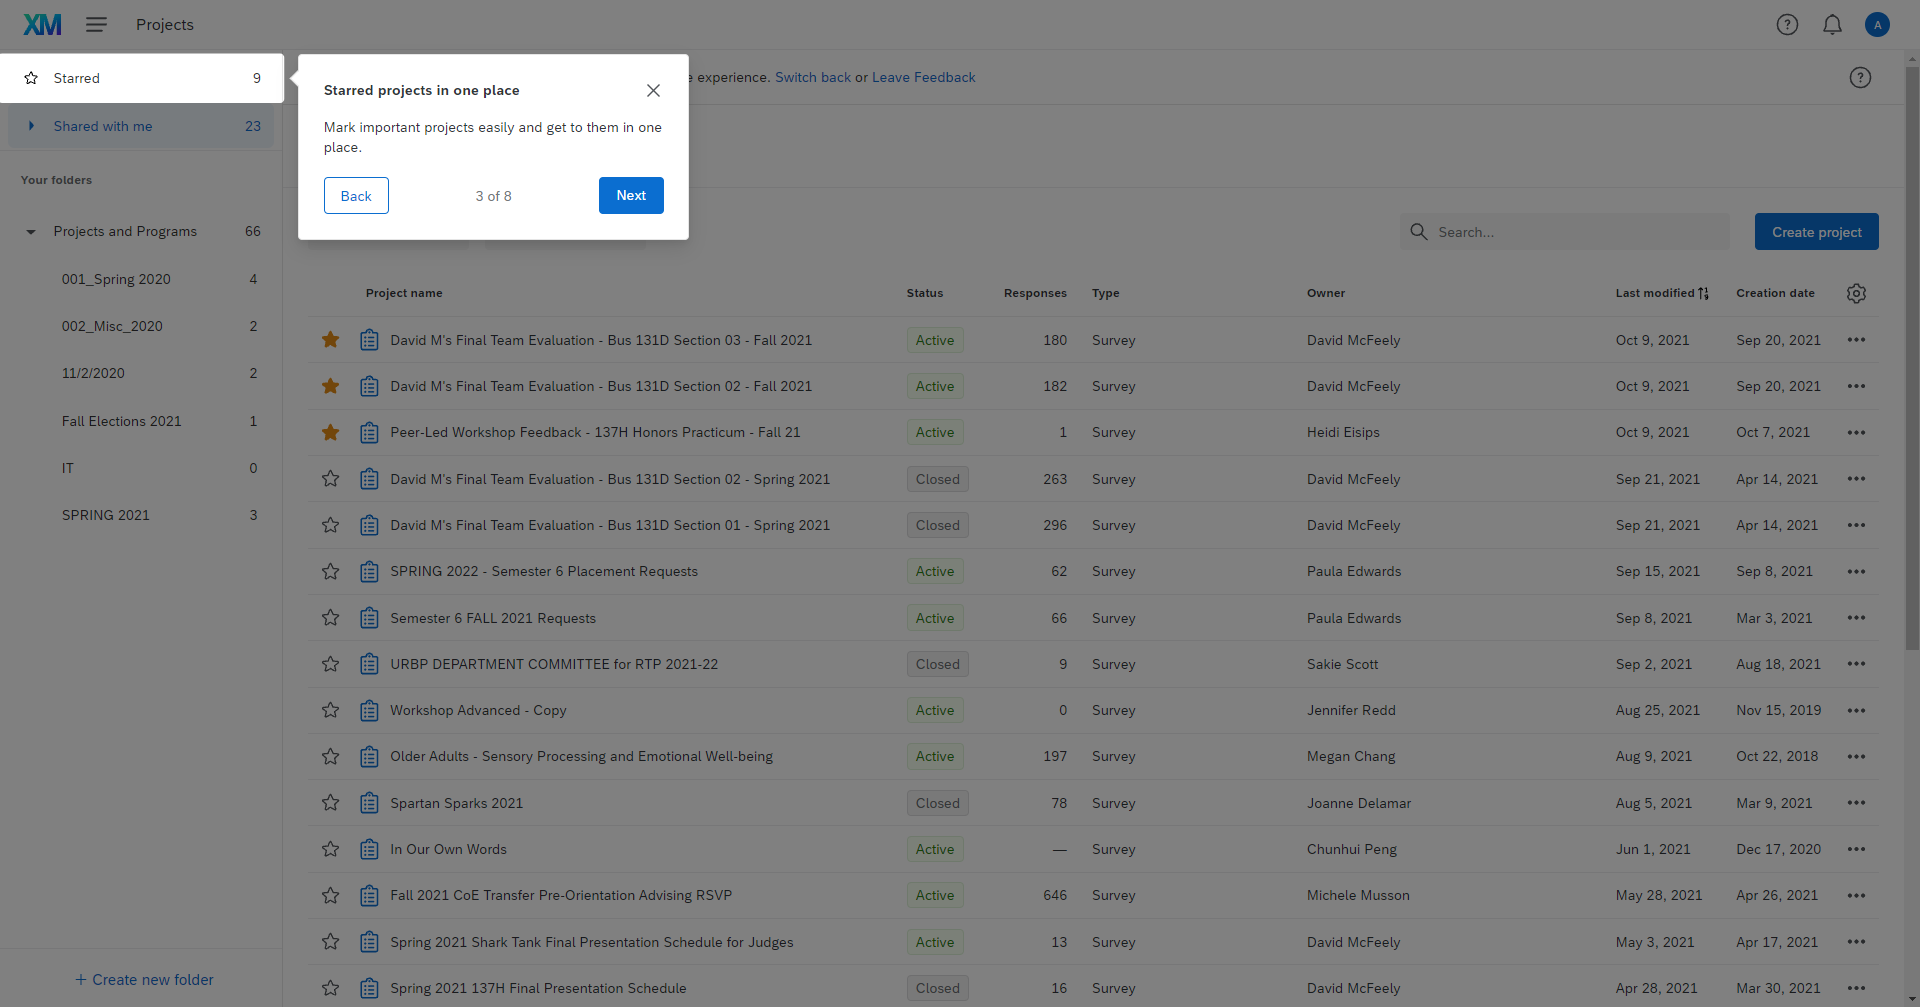 XM Projects A
Starred 9
Shared with me 23
Your folders
Projects and Programs 66
001_Spring 2020 4
002_Misc_2020 2
11/2/2020 2
Fall Elections 2021 1
IT 0
SPRING 2021 3
+ Create new folder
Starred projects in one place
Mark important projects easily and get to them in one
place.
Back 3 of 8 Next
e experience. Switch back or Leave Feedback
Search...
Create project
Project name Status Responses Type Owner Last modified Creation date
David M's Final Team Evaluation - Bus 131D Section 03 - Fall 2021 Active 180 Survey David McFeely Oct 9, 2021 Sep 20, 2021
David M's Final Team Evaluation - Bus 131D Section 02 - Fall 2021 Active 182 Survey David McFeely Oct 9, 2021 Sep 20, 2021
Peer-Led Workshop Feedback - 137H Honors Practicum - Fall 21 Active 1 Survey Heidi Eisips Oct 9, 2021 Oct 7, 2021
David M's Final Team Evaluation - Bus 131D Section 02 - Spring 2021 Closed 263 Survey David McFeely Sep 21, 2021 Apr 14, 2021
David M's Final Team Evaluation - Bus 131D Section 01 - Spring 2021 Closed 296 Survey David McFeely Sep 21, 2021 Apr 14, 2021
SPRING 2022 - Semester 6 Placement Requests Active 62 Survey Paula Edwards Sep 15, 2021 Sep 8, 2021
Semester 6 FALL 2021 Requests Active 66 Survey Paula Edwards Sep 8, 2021 Mar 3, 2021
URBP DEPARTMENT COMMITTEE for RTP 2021-22 Closed 9 Survey Sakie Scott Sep 2, 2021 Aug 18, 2021
Workshop Advanced - Copy Active 0 Survey Jennifer Redd Aug 25, 2021 Nov 15, 2019
Older Adults - Sensory Processing and Emotional Well-being Active 197 Survey Megan Chang Aug 9, 2021 Oct 22, 2018
Spartan Sparks 2021 Closed 78 Survey Joanne Delamar Aug 5, 2021 Mar 9, 2021
In Our Own Words Active — Survey Chunhui Peng Jun 1, 2021 Dec 17, 2020
Fall 2021 CoE Transfer Pre-Orientation Advising RSVP Active 646 Survey Michele Musson May 28, 2021 Apr 26, 2021
Spring 2021 Shark Tank Final Presentation Schedule for Judges Active 13 Survey David McFeely May 3, 2021 Apr 17, 2021
Spring 2021 137H Final Presentation Schedule Closed 16 Survey David McFeely Apr 28, 2021 Mar 30, 2021